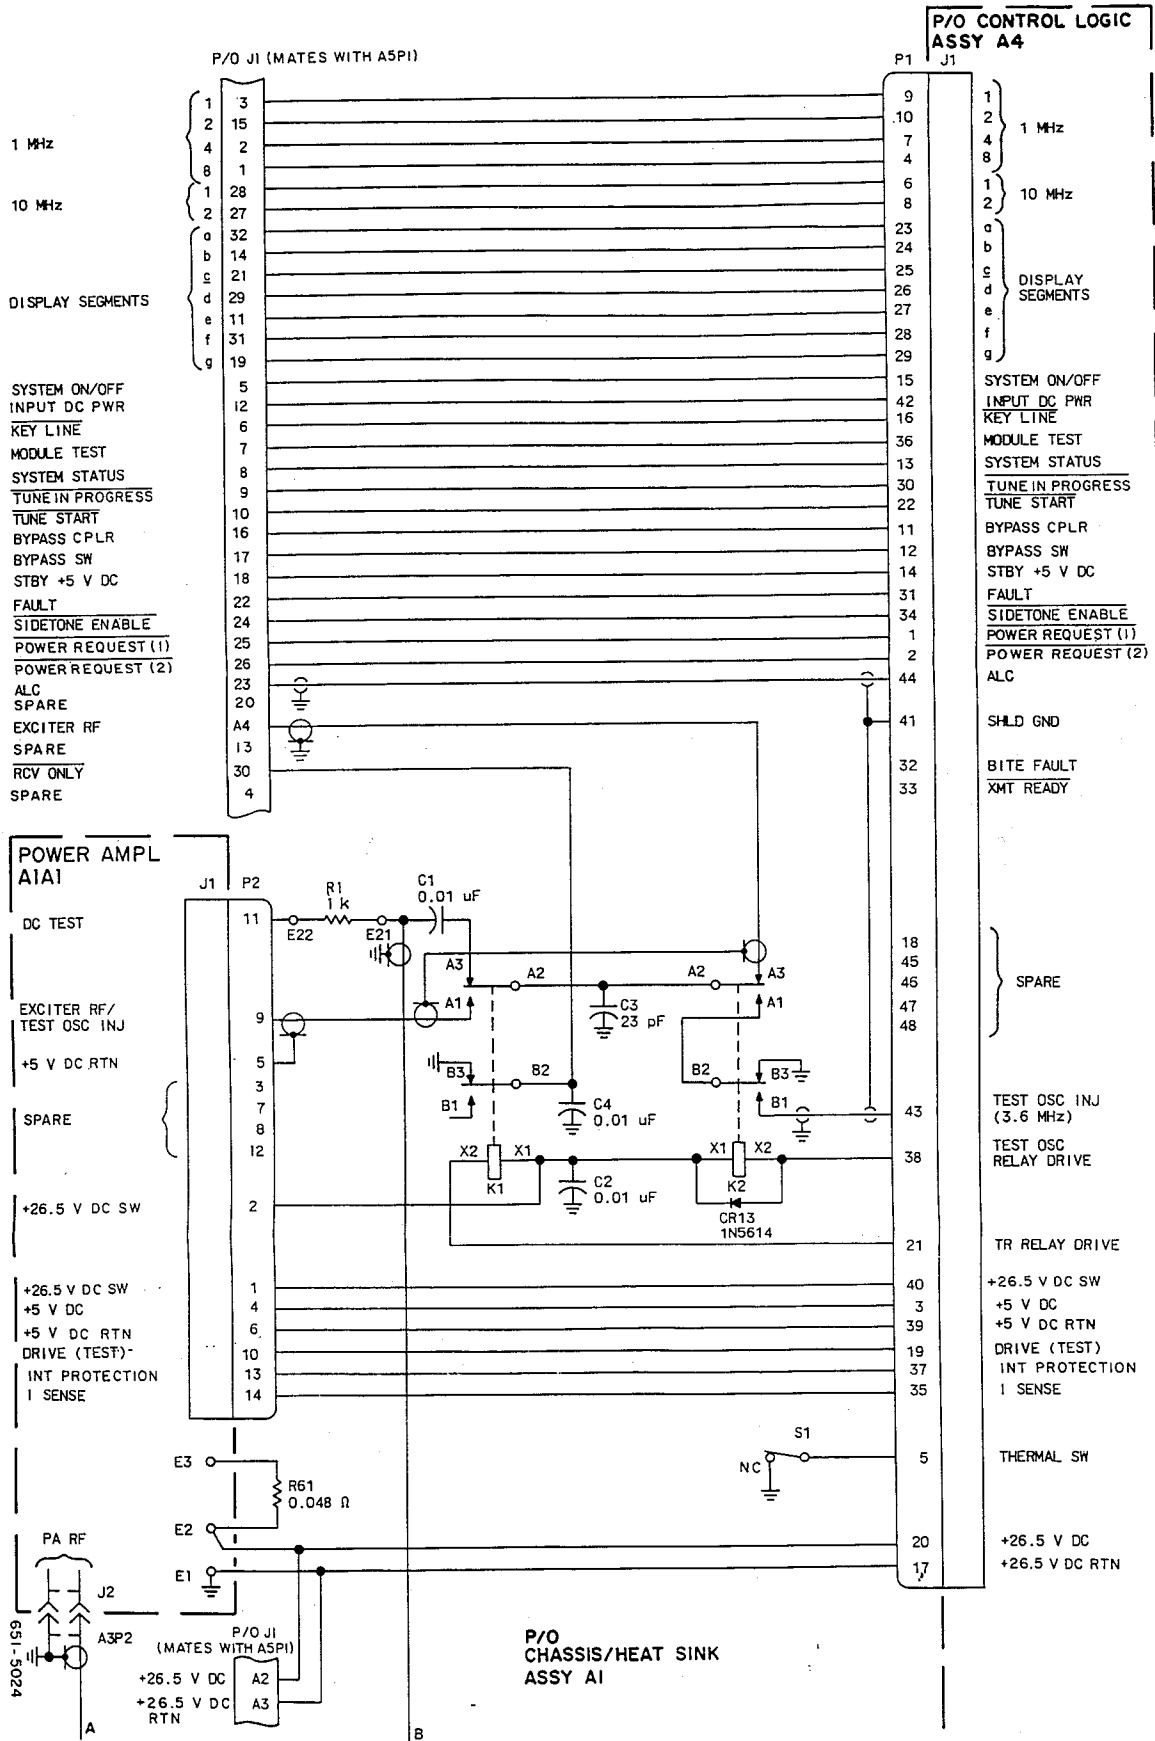 P/O CONTROL LOGIC
ASSY A4
P/O J1 (MATES WITH A5P1)
P1 J1
1 MHz
1 3 9 1
2 15 10 2
4 2 7 4
8 1 4 8
1 MHz
10 MHz
1 28 6 1
2 27 8 2
10 MHz
DISPLAY SEGMENTS
a 32 23 a
b 14 24 b
c 21 25 c
d 29 26 d
e 11 27 e
f 31 28 f
g 19 29 g
DISPLAY
SEGMENTS
SYSTEM ON/OFF 5 15 SYSTEM ON/OFF
INPUT DC PWR 12 42 INPUT DC PWR
KEY LINE 6 16 KEY LINE
MODULE TEST 7 36 MODULE TEST
SYSTEM STATUS 8 13 SYSTEM STATUS
TUNE IN PROGRESS 9 30 TUNE IN PROGRESS
TUNE START 10 22 TUNE START
BYPASS CPLR 16 11 BYPASS CPLR
BYPASS SW 17 12 BYPASS SW
STBY +5 V DC 18 14 STBY +5 V DC
FAULT 22 31 FAULT
SIDETONE ENABLE 24 34 SIDETONE ENABLE
POWER REQUEST (1) 25 1 POWER REQUEST (1)
POWER REQUEST (2) 26 2 POWER REQUEST (2)
ALC 23 44 ALC
SPARE 20
EXCITER RF A4 41 SHLD GND
SPARE 13
RCV ONLY 30 32 BITE FAULT
SPARE 4 33 XMT READY
POWER AMPL
A1A1
J1 P2
R1
1 k
C1
0.01 uF
DC TEST 11
E22 E21
18
45
46
47
48
SPARE
A3 A2 A2 A3
A1 A1
C3
23 pF
EXCITER RF/
TEST OSC INJ
9
+5 V DC RTN 5
B3 B2 B2 B3
B1 B1
C4
0.01 uF
SPARE
3
7
8
12
43 TEST OSC INJ
(3.6 MHz)
X2 X1 X1 X2
K1 K2
38 TEST OSC
RELAY DRIVE
C2
0.01 uF
CR13
1N5614
+26.5 V DC SW 2
21 TR RELAY DRIVE
+26.5 V DC SW 1 40 +26.5 V DC SW
+5 V DC 4 3 +5 V DC
+5 V DC RTN 6 39 +5 V DC RTN
DRIVE (TEST) 10 19 DRIVE (TEST)
INT PROTECTION 13 37 INT PROTECTION
I SENSE 14 35 I SENSE
S1
NC
5 THERMAL SW
E3
R61
0.048 Ω
E2
20 +26.5 V DC
E1
17 +26.5 V DC RTN
PA RF
J2
A3P2
P/O J1
(MATES WITH A5P1)
+26.5 V DC A2
+26.5 V DC
RTN
A3
P/O
CHASSIS/HEAT SINK
ASSY A1
651-5024
A
B